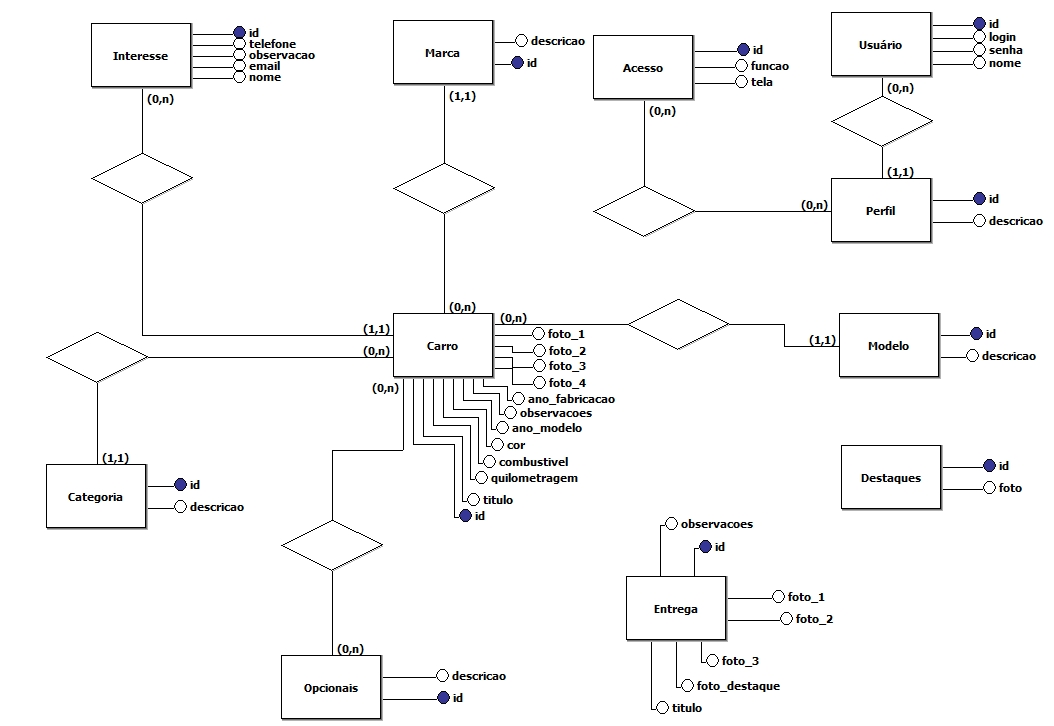 Interesse
id
telefone
observacao
email
nome
(0,n)
Marca
descricao
id
(1,1)
Acesso
id
funcao
tela
(0,n)
Usuário
id
login
senha
nome
(0,n)
(1,1)
Perfil
id
descricao
(0,n)
(0,n)
(1,1)
(0,n)
(0,n)
(0,n)
Carro
foto_1
foto_2
foto_3
foto_4
ano_fabricacao
observacoes
ano_modelo
cor
combustivel
quilometragem
titulo
id
(1,1)
Modelo
id
descricao
(1,1)
Categoria
id
descricao
Destaques
id
foto
observacoes
id
Entrega
foto_1
foto_2
foto_3
foto_destaque
titulo
(0,n)
Opcionais
descricao
id